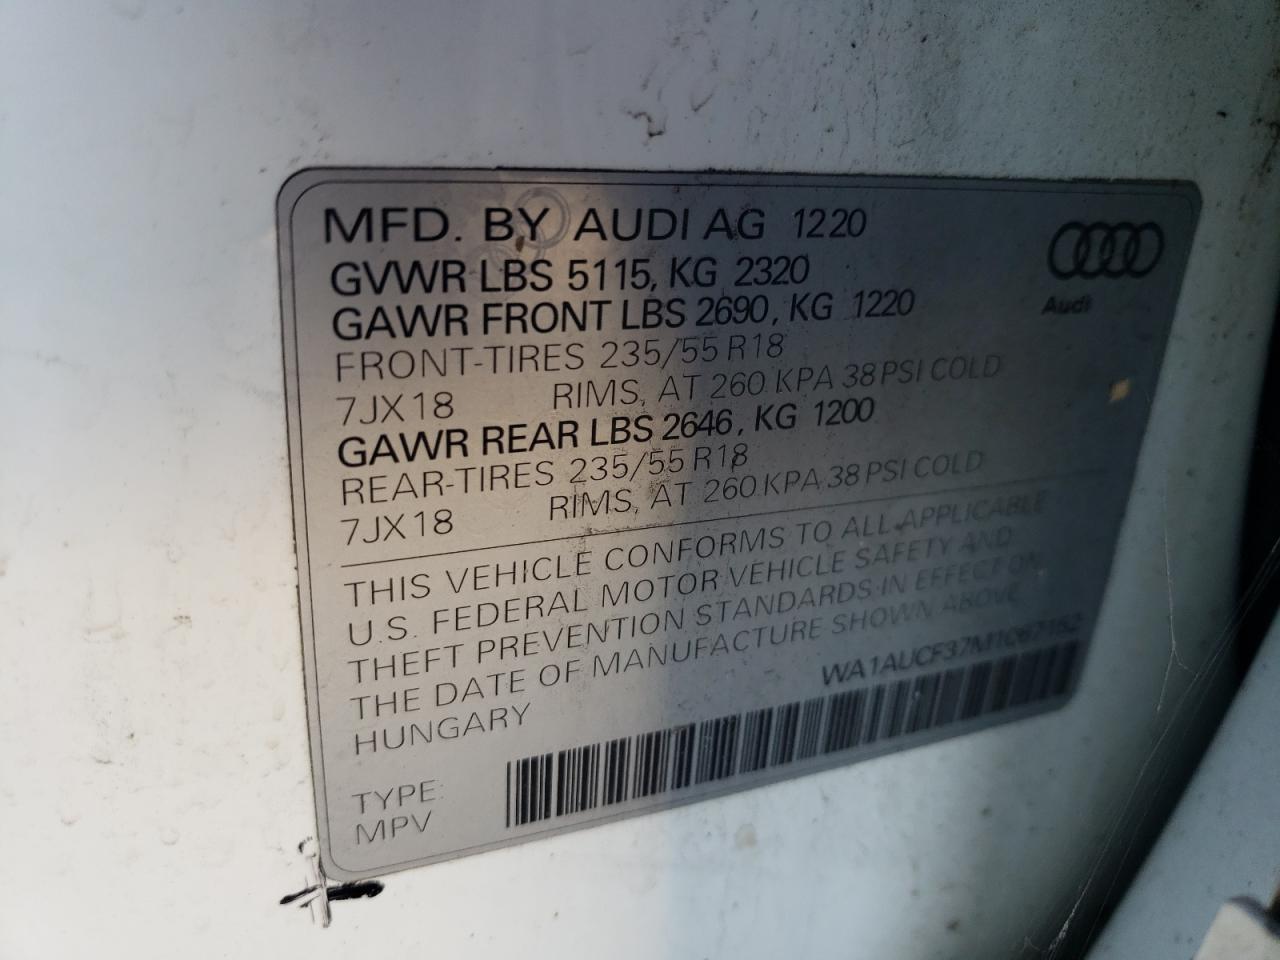 MFD. BY AUDI AG 1220
GVWR LBS 5115, KG 2320
GAWR FRONT LBS 2690, KG 1220
FRONT-TIRES 235/55 R18
7JX18 RIMS, AT 260 KPA 38 PSI COLD
GAWR REAR LBS 2646, KG 1200
REAR-TIRES 235/55 R18
7JX18 RIMS, AT 260 KPA 38 PSI COLD
THIS VEHICLE CONFORMS TO ALL APPLICABLE
U.S. FEDERAL MOTOR VEHICLE SAFETY AND
THEFT PREVENTION STANDARDS IN EFFECT ON
THE DATE OF MANUFACTURE SHOWN ABOVE
HUNGARY
WA1AUCF37M1067152
TYPE:
MPV
Audi